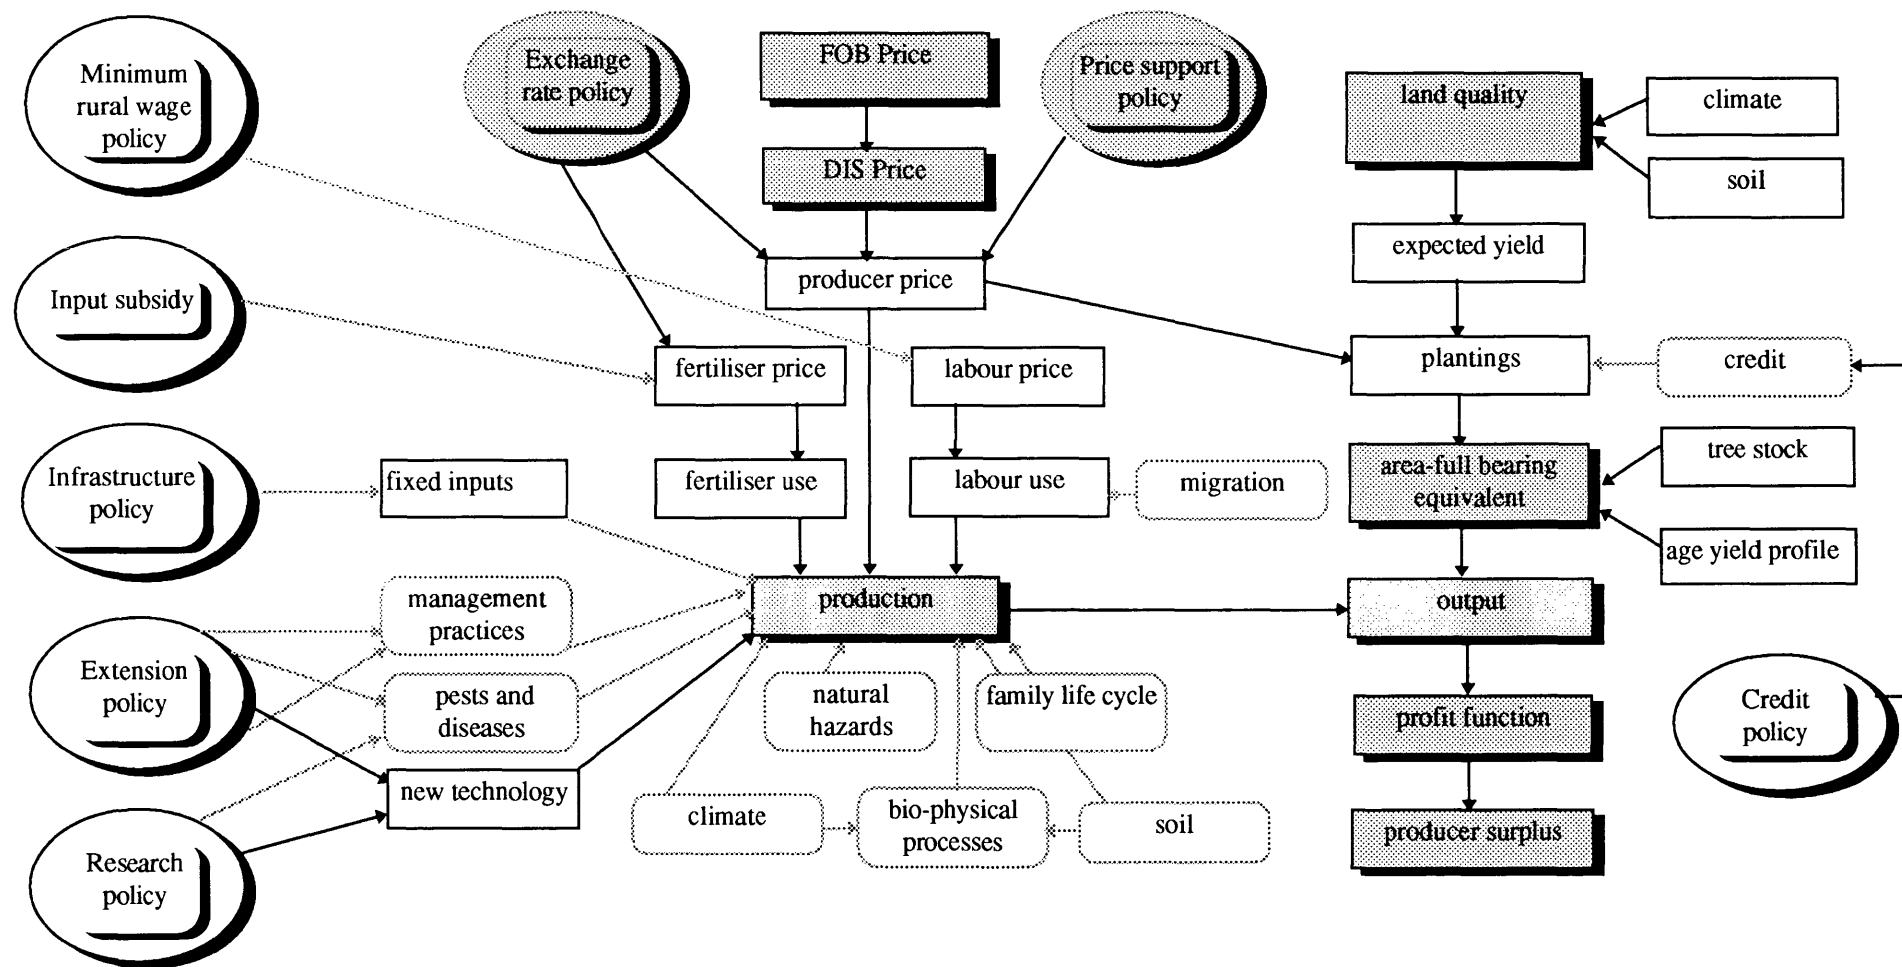 Minimum
rural wage
policy
Exchange
rate policy
FOB Price
Price support
policy
land quality
climate
DIS Price
soil
expected yield
producer price
Input subsidy
fertiliser price
labour price
plantings
credit
Infrastructure
policy
fixed inputs
fertiliser use
labour use
migration
area-full bearing
equivalent
tree stock
age yield profile
management
practices
production
output
Extension
policy
pests and
diseases
natural
hazards
family life cycle
profit function
Credit
policy
new technology
climate
bio-physical
processes
soil
producer surplus
Research
policy